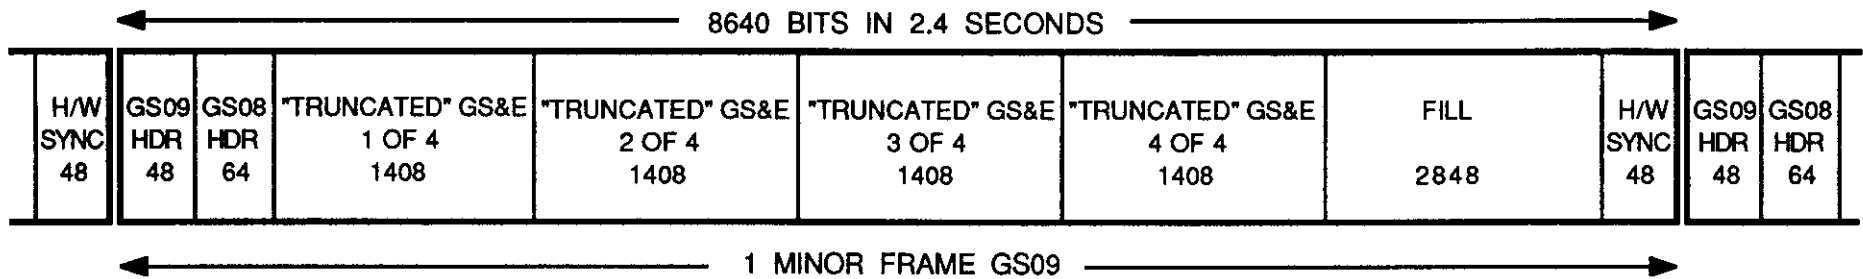 8640 BITS IN 2.4 SECONDS
H/W
SYNC
48
GS09
HDR
48
GS08
HDR
64
"TRUNCATED" GS&E
1 OF 4
1408
"TRUNCATED" GS&E
2 OF 4
1408
"TRUNCATED" GS&E
3 OF 4
1408
"TRUNCATED" GS&E
4 OF 4
1408
FILL
2848
H/W
SYNC
48
GS09
HDR
48
GS08
HDR
64
1 MINOR FRAME GS09